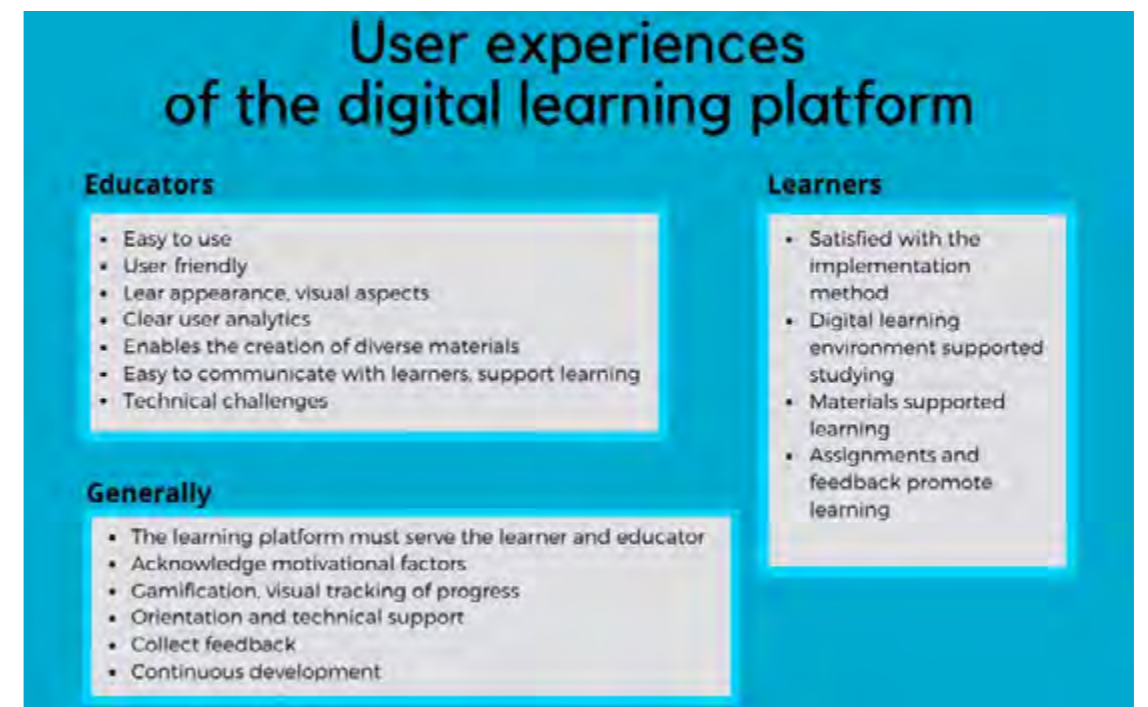 User experiences
of the digital learning platform
Educators
• Easy to use
• User friendly
• Lear appearance, visual aspects
• Clear user analytics
• Enables the creation of diverse materials
• Easy to communicate with learners, support learning
• Technical challenges
Learners
• Satisfied with the
implementation
method
• Digital learning
environment supported
studying
• Materials supported
learning
• Assignments and
feedback promote
learning
Generally
• The learning platform must serve the learner and educator
• Acknowledge motivational factors
• Gamification, visual tracking of progress
• Orientation and technical support
• Collect feedback
• Continuous development